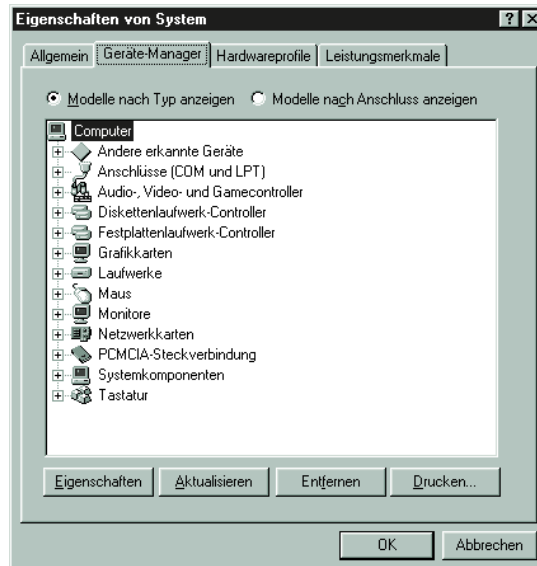 Eigenschaften von System
Allgemein Geräte-Manager Hardwareprofile Leistungsmerkmale
Modelle nach Typ anzeigen Modelle nach Anschluss anzeigen
Computer
Andere erkannte Geräte
Anschlüsse (COM und LPT)
Audio-, Video- und Gamecontroller
Diskettenlaufwerk-Controller
Festplattenlaufwerk-Controller
Grafikkarten
Laufwerke
Maus
Monitore
Netzwerkkarten
PCMCIA-Steckverbindung
Systemkomponenten
Tastatur
Eigenschaften Aktualisieren Entfernen Drucken...
OK Abbrechen